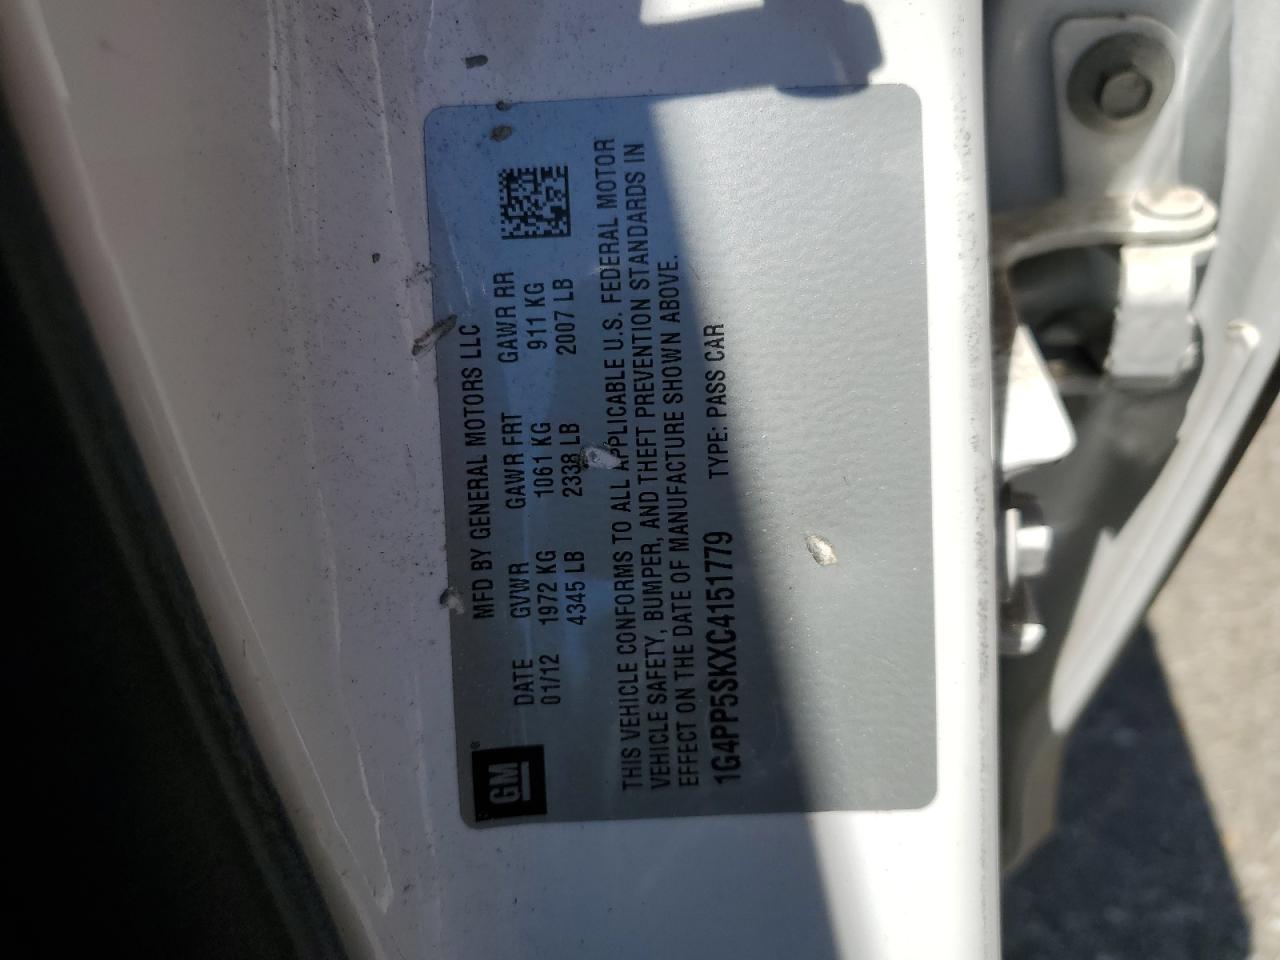 GM®
MFD BY GENERAL MOTORS LLC
DATE GVWR GAWR FRT GAWR RR
01/12 1972 KG 1061 KG 911 KG
4345 LB 2338 LB 2007 LB
THIS VEHICLE CONFORMS TO ALL APPLICABLE U.S. FEDERAL MOTOR
VEHICLE SAFETY, BUMPER, AND THEFT PREVENTION STANDARDS IN
EFFECT ON THE DATE OF MANUFACTURE SHOWN ABOVE.
1G4PP5SKXC4151779 TYPE: PASS CAR